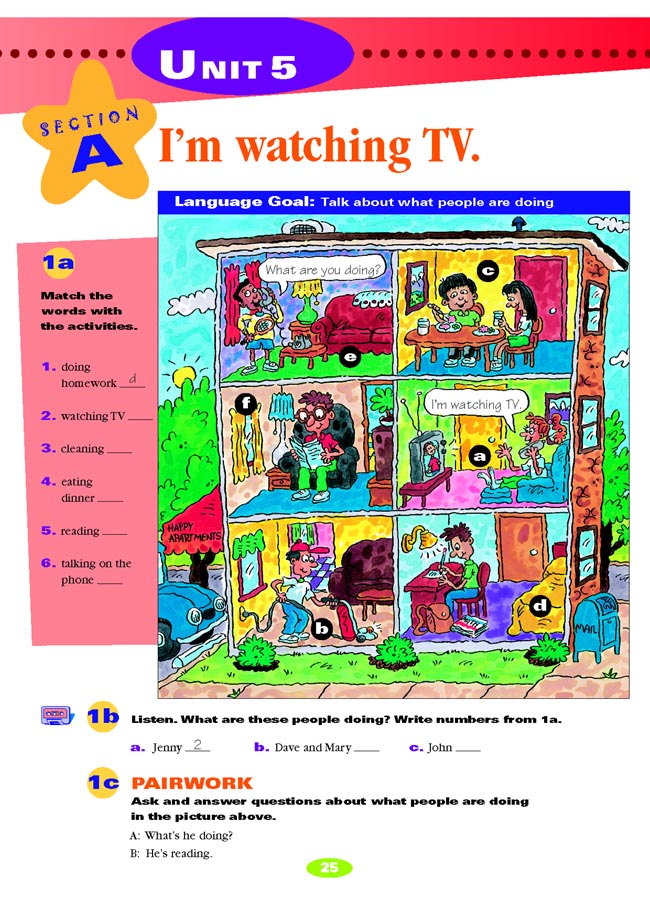 UNIT 5
SECTION
A
I'm watching TV.
Language Goal: Talk about what people are doing
1a
Match the
words with
the activities.
1. doing
homework d
2. watching TV ____
3. cleaning ____
4. eating
dinner ____
5. reading ____
6. talking on the
phone ____
What are you doing?
c
e
f
I'm watching TV.
a
HAPPY
APARTMENTS
b
d
MAIL
1b Listen. What are these people doing? Write numbers from 1a.
a. Jenny 2 b. Dave and Mary ____ c. John ____
1c PAIRWORK
Ask and answer questions about what people are doing
in the picture above.
A: What's he doing?
B: He's reading.
25